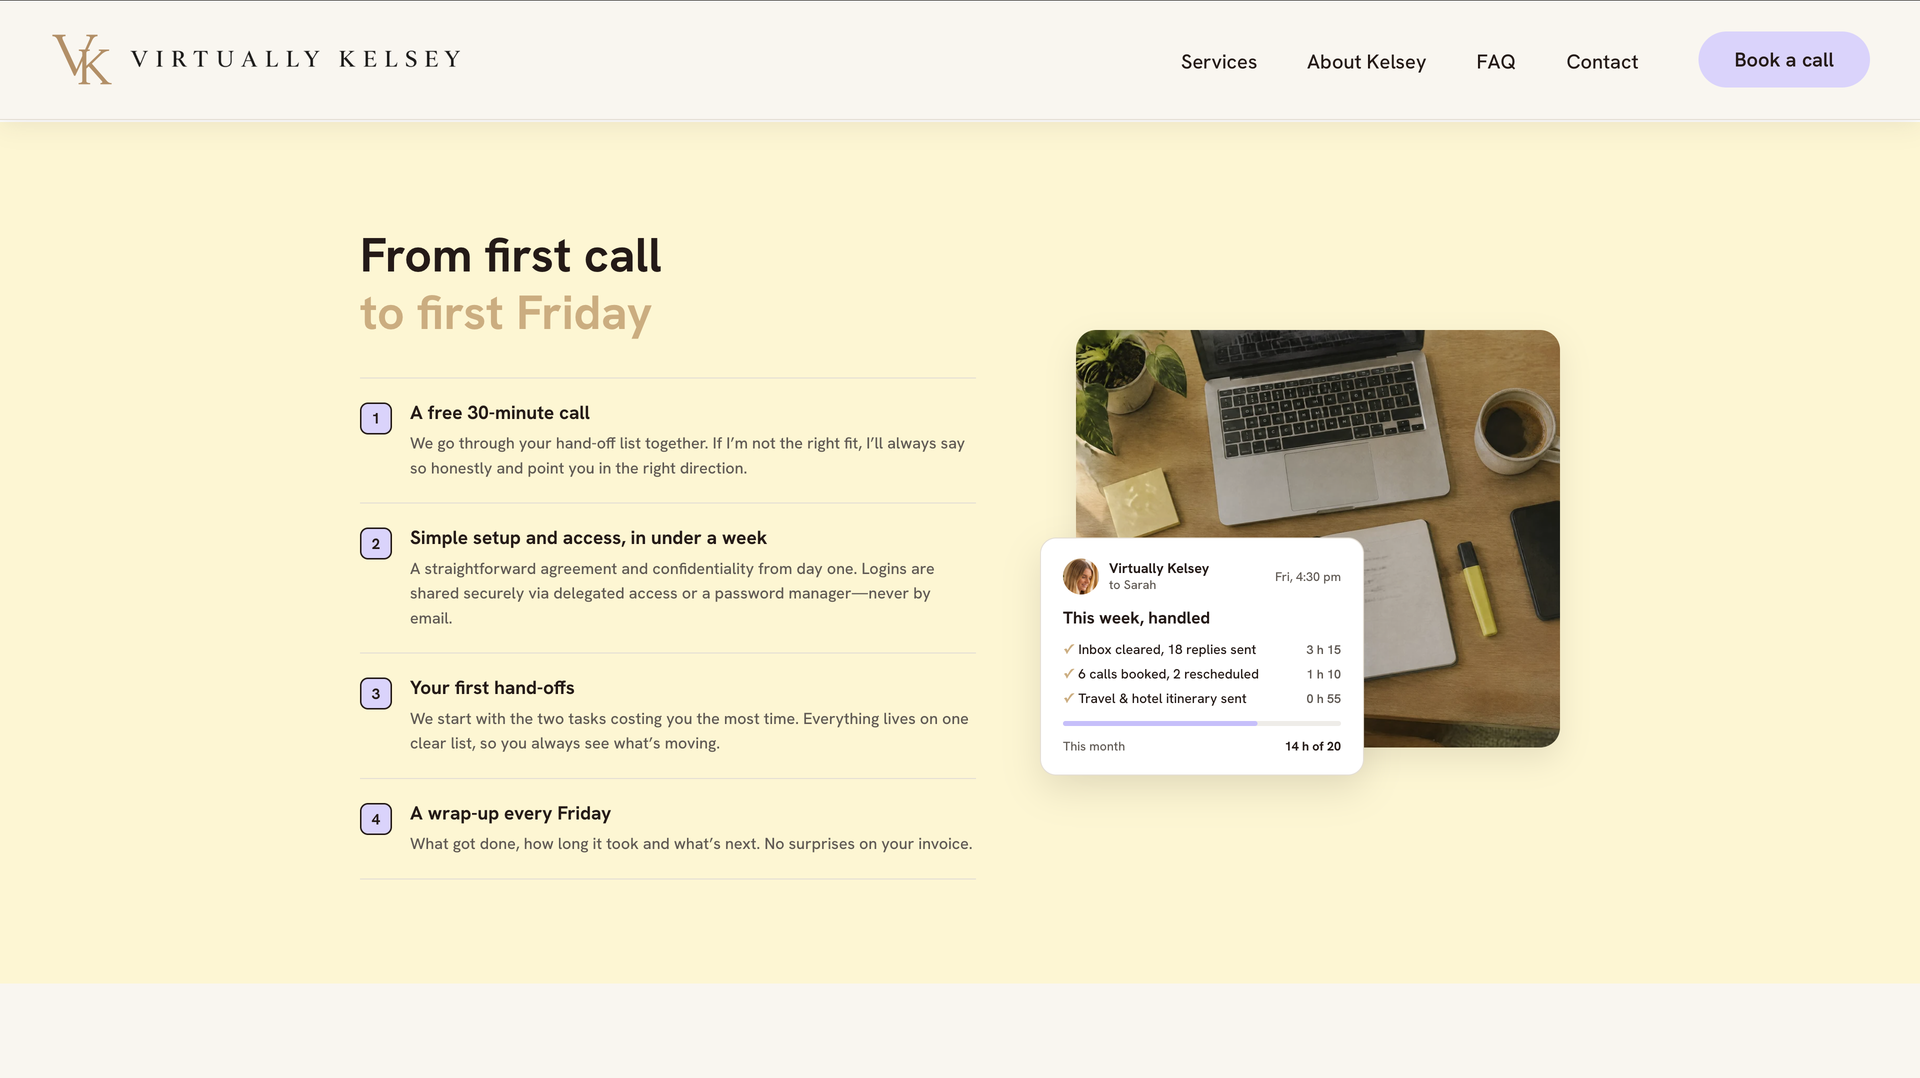 VK VIRTUALLY KELSEY
Services
About Kelsey
FAQ
Contact
Book a call
From first call
to first Friday
1
A free 30-minute call
We go through your hand-off list together. If I’m not the right fit, I’ll always say
so honestly and point you in the right direction.
2
Simple setup and access, in under a week
A straightforward agreement and confidentiality from day one. Logins are
shared securely via delegated access or a password manager—never by
email.
3
Your first hand-offs
We start with the two tasks costing you the most time. Everything lives on one
clear list, so you always see what’s moving.
4
A wrap-up every Friday
What got done, how long it took and what’s next. No surprises on your invoice.
Virtually Kelsey
to Sarah
Fri, 4:30 pm
This week, handled
✓ Inbox cleared, 18 replies sent 3 h 15
✓ 6 calls booked, 2 rescheduled 1 h 10
✓ Travel & hotel itinerary sent 0 h 55
This month 14 h of 20